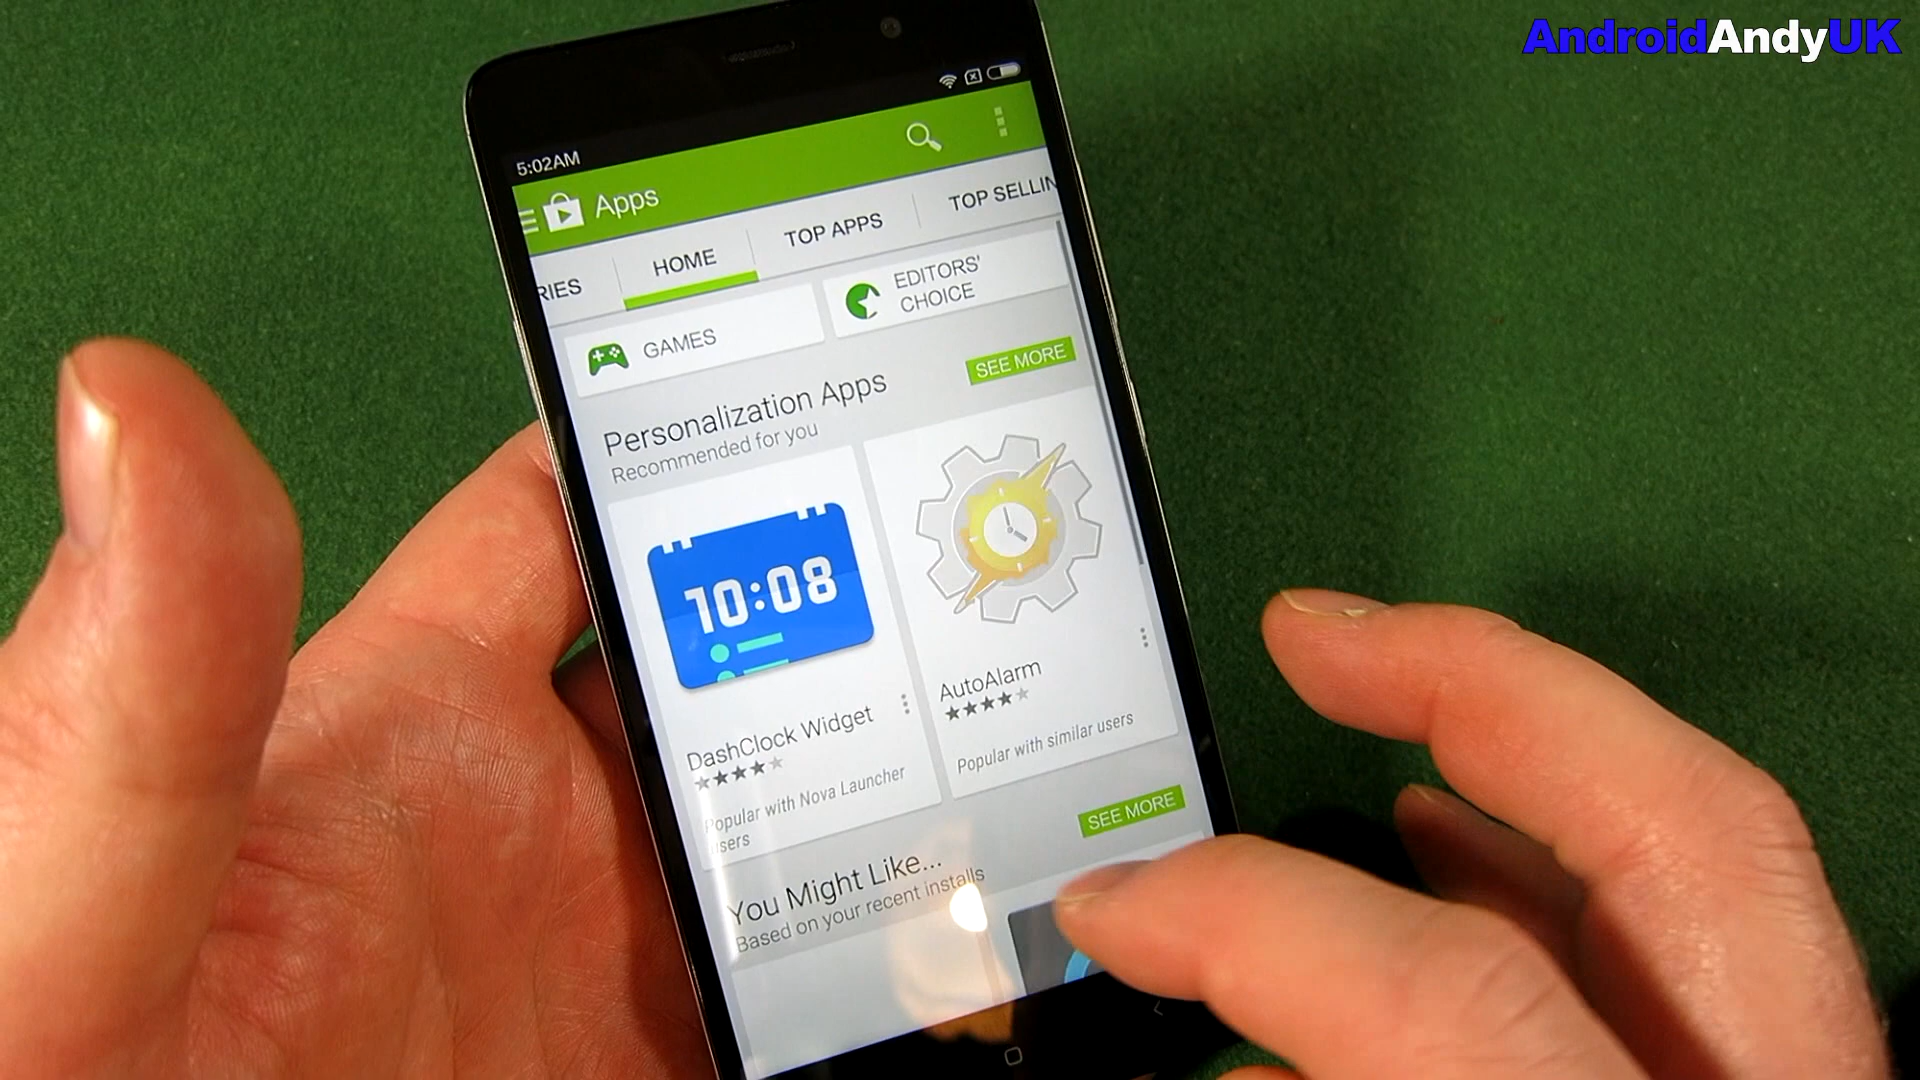 AndroidAndyUK
5:02AM
Apps
RIES
HOME
TOP APPS
TOP SELLIN
GAMES
EDITORS'
CHOICE
Personalization Apps
Recommended for you
SEE MORE
10:08
DashClock Widget
Popular with Nova Launcher
users
AutoAlarm
Popular with similar users
You Might Like...
Based on your recent installs
SEE MORE